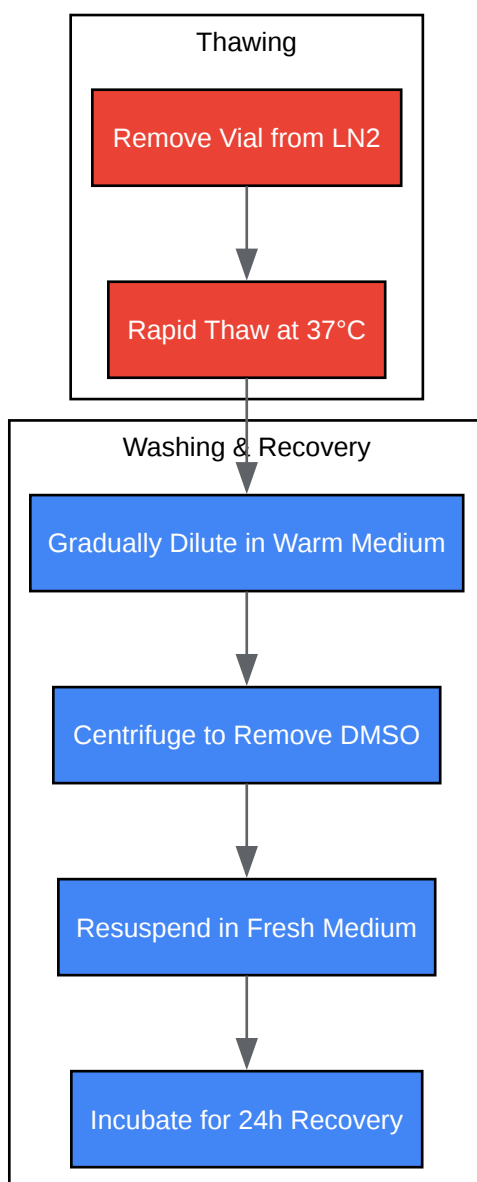 Thawing
Remove Vial from LN2
Rapid Thaw at 37°C
Washing & Recovery
Gradually Dilute in Warm Medium
Centrifuge to Remove DMSO
Resuspend in Fresh Medium
Incubate for 24h Recovery